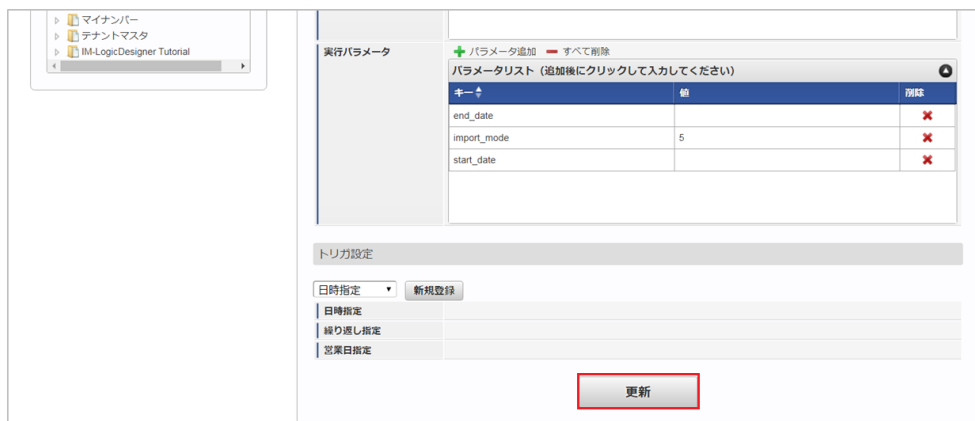 マイナンバー
テナントマスタ
IM-LogicDesigner Tutorial
実行パラメータ
パラメータ追加 すべて削除
パラメータリスト（追加後にクリックして入力してください）
キー 値 削除
end_date
import_mode 5
start_date
トリガ設定
日時指定 新規登録
日時指定
繰り返し指定
営業日指定
更新